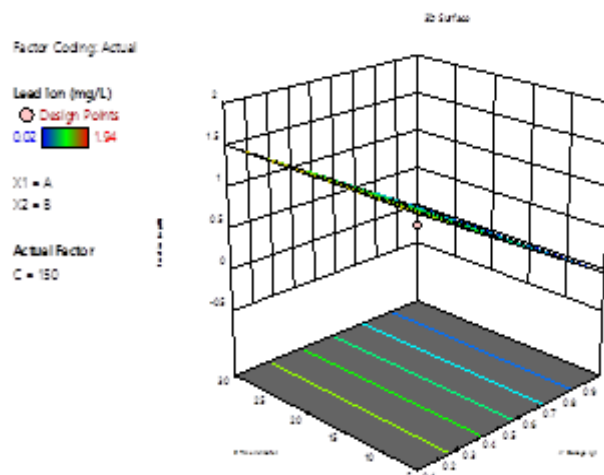 3D Surface
Factor Coding: Actual
Lead Ion (mg/L)
Design Points
0.02 1.94
X1 = A
X2 = B
Actual Factor
C = 150
2
1.5
1
0.5
0
-0.5
30
25
20
15
10
0.2
0.3
0.4
0.5
0.6
0.7
0.8
0.9